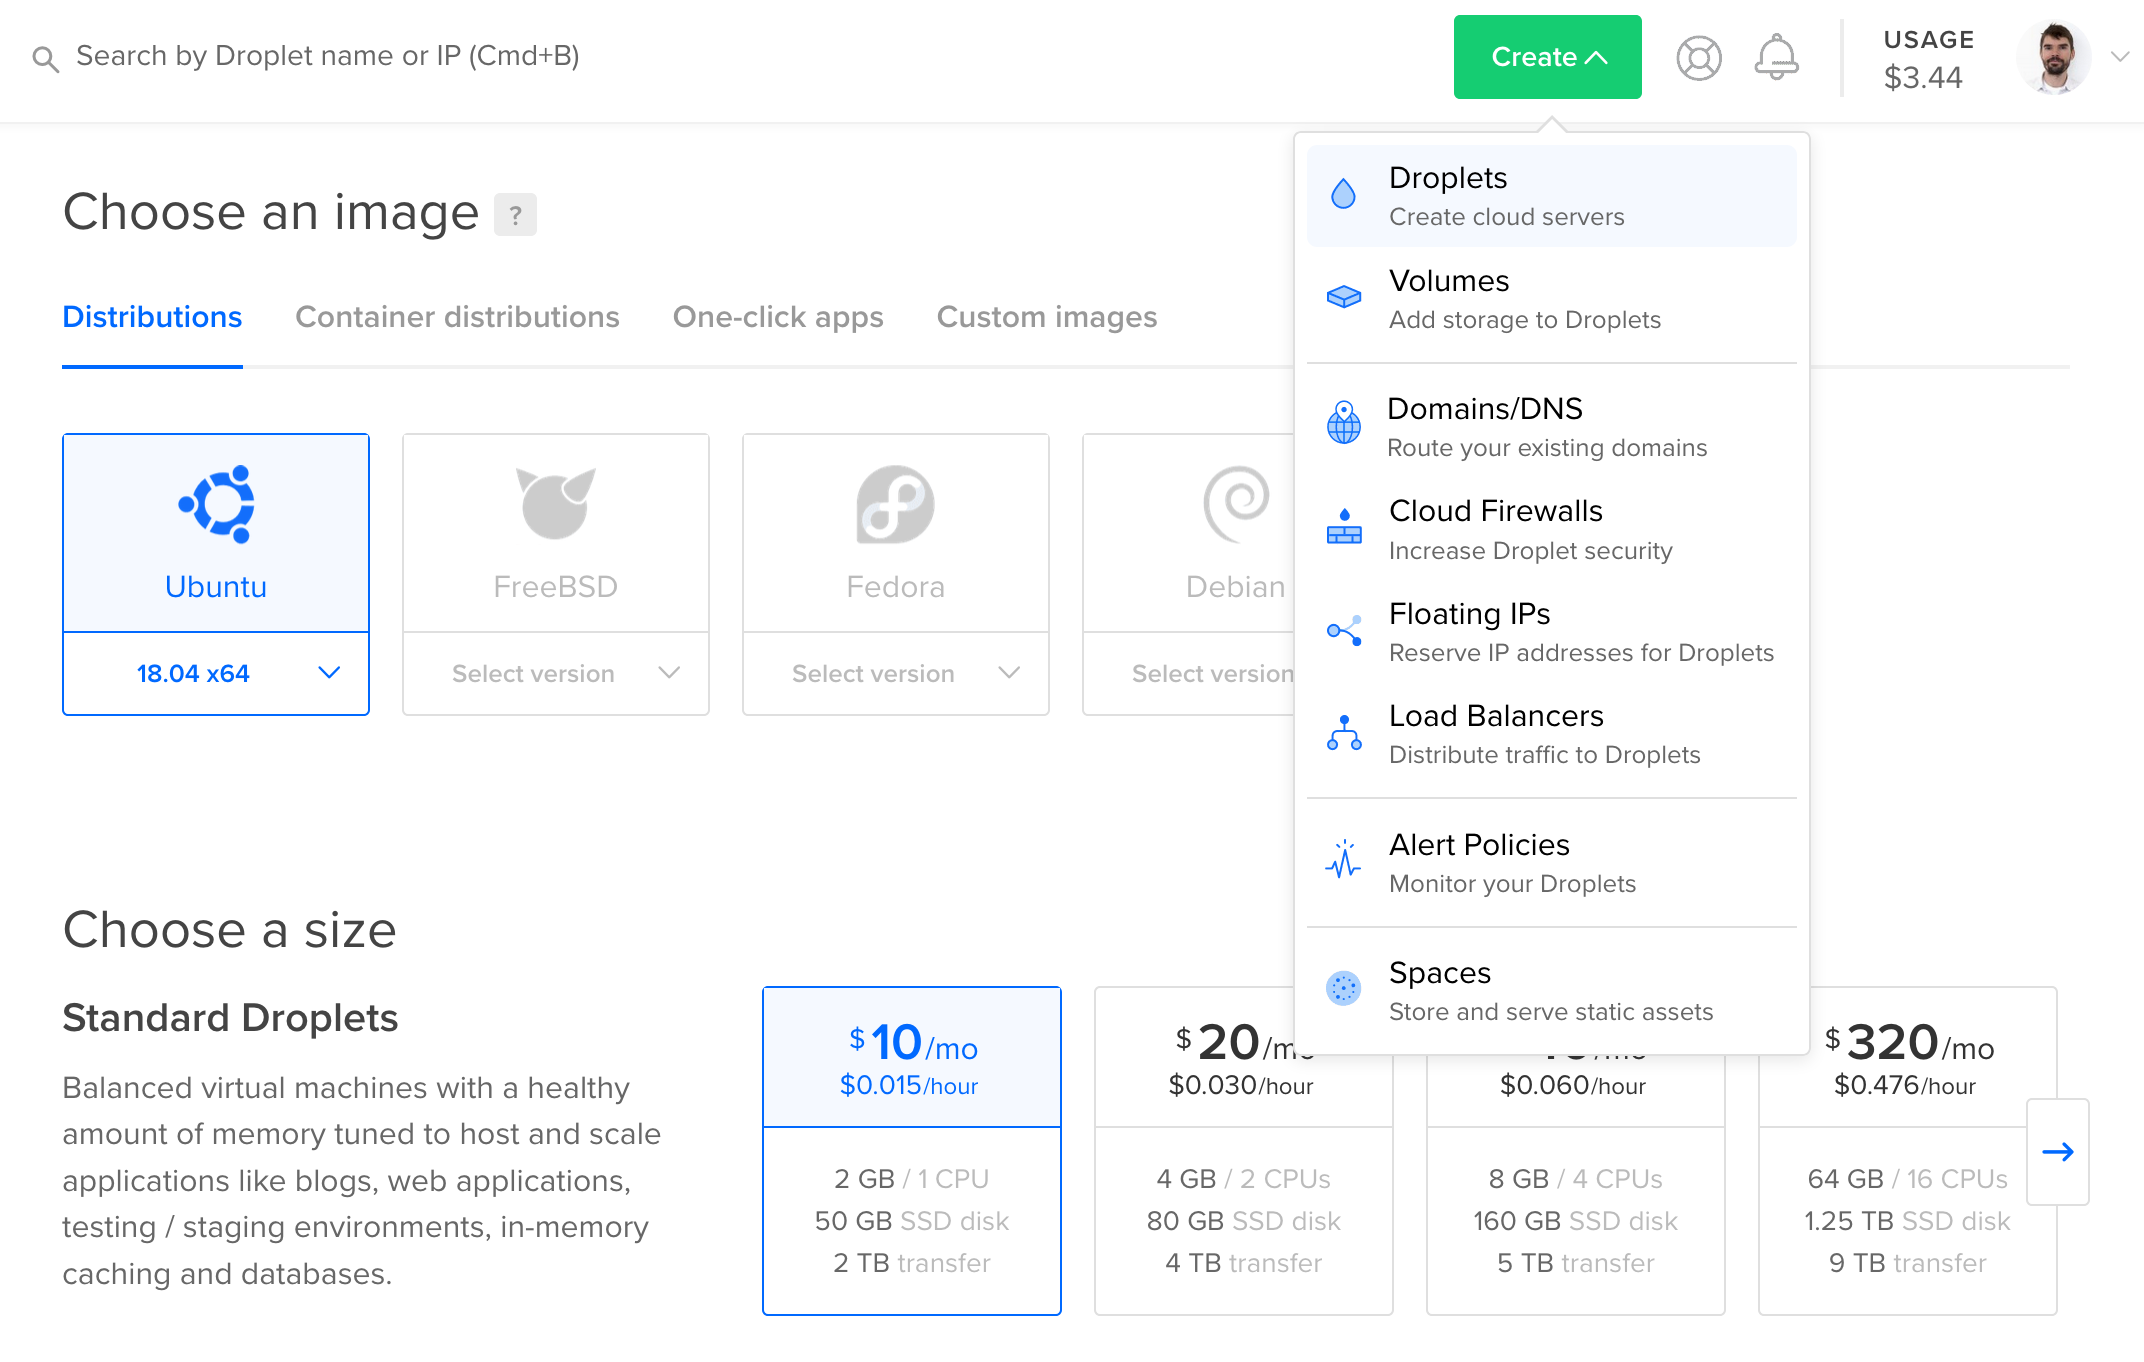 Search by Droplet name or IP (Cmd+B)
Create
USAGE
$3.44
Choose an image ?
Distributions
Container distributions
One-click apps
Custom images
Ubuntu
18.04 x64
FreeBSD
Select version
Fedora
Select version
Debian
Select version
Droplets
Create cloud servers
Volumes
Add storage to Droplets
Domains/DNS
Route your existing domains
Cloud Firewalls
Increase Droplet security
Floating IPs
Reserve IP addresses for Droplets
Load Balancers
Distribute traffic to Droplets
Alert Policies
Monitor your Droplets
Spaces
Store and serve static assets
Choose a size
Standard Droplets
Balanced virtual machines with a healthy
amount of memory tuned to host and scale
applications like blogs, web applications,
testing / staging environments, in-memory
caching and databases.
$10/mo
$0.015/hour
2 GB / 1 CPU
50 GB SSD disk
2 TB transfer
$20/mo
$0.030/hour
4 GB / 2 CPUs
80 GB SSD disk
4 TB transfer
$0.060/hour
8 GB / 4 CPUs
160 GB SSD disk
5 TB transfer
$320/mo
$0.476/hour
64 GB / 16 CPUs
1.25 TB SSD disk
9 TB transfer